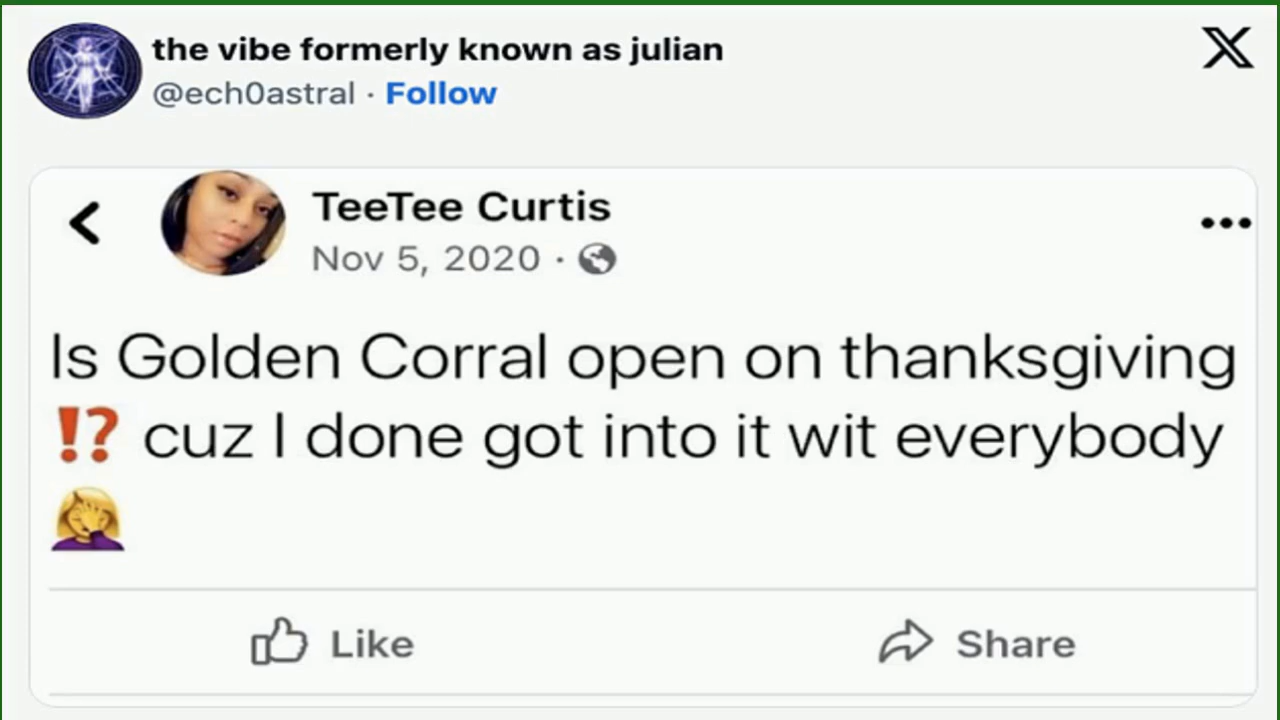 the vibe formerly known as julian
@ech0astral · Follow
TeeTee Curtis
Nov 5, 2020 ·
Is Golden Corral open on thanksgiving
⁉️ cuz I done got into it wit everybody
🤦‍♀️
Like
Share